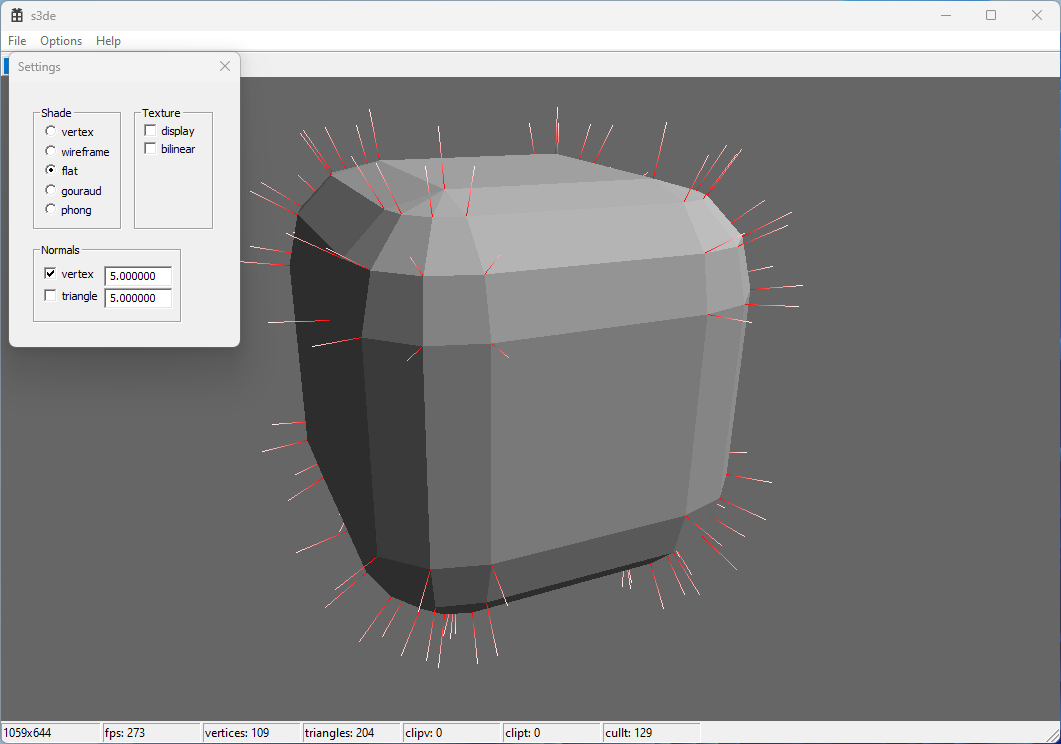 s3de
File Options Help
Settings
Shade
vertex
wireframe
flat
gouraud
phong
Texture
display
bilinear
Normals
vertex 5.000000
triangle 5.000000
1059x644 fps: 273 vertices: 109 triangles: 204 clipv: 0 clipt: 0 cullt: 129